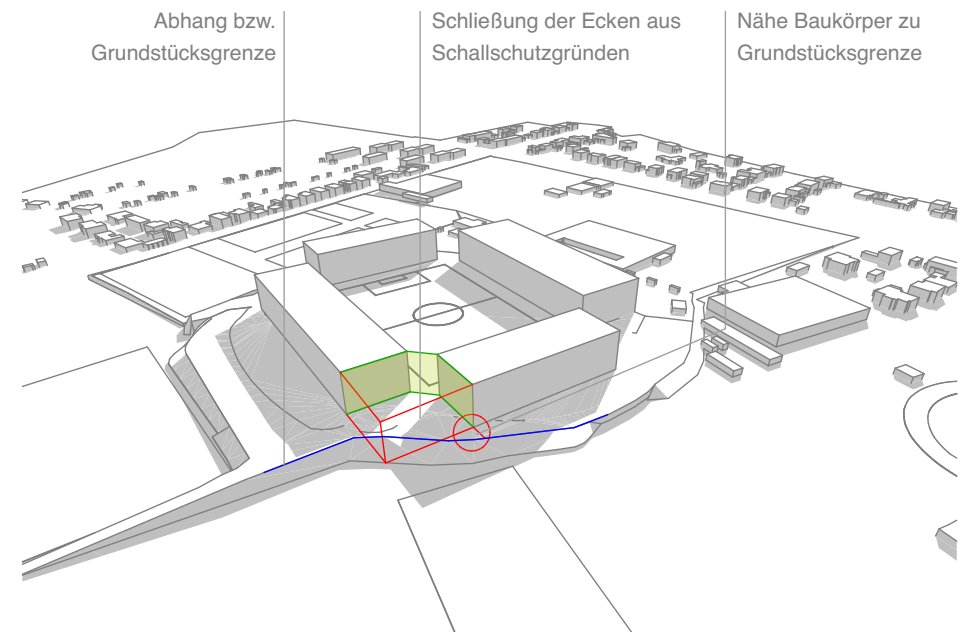 Abhang bzw.
Grundstücksgrenze
Schließung der Ecken aus
Schallschutzgründen
Nähe Baukörper zu
Grundstücksgrenze